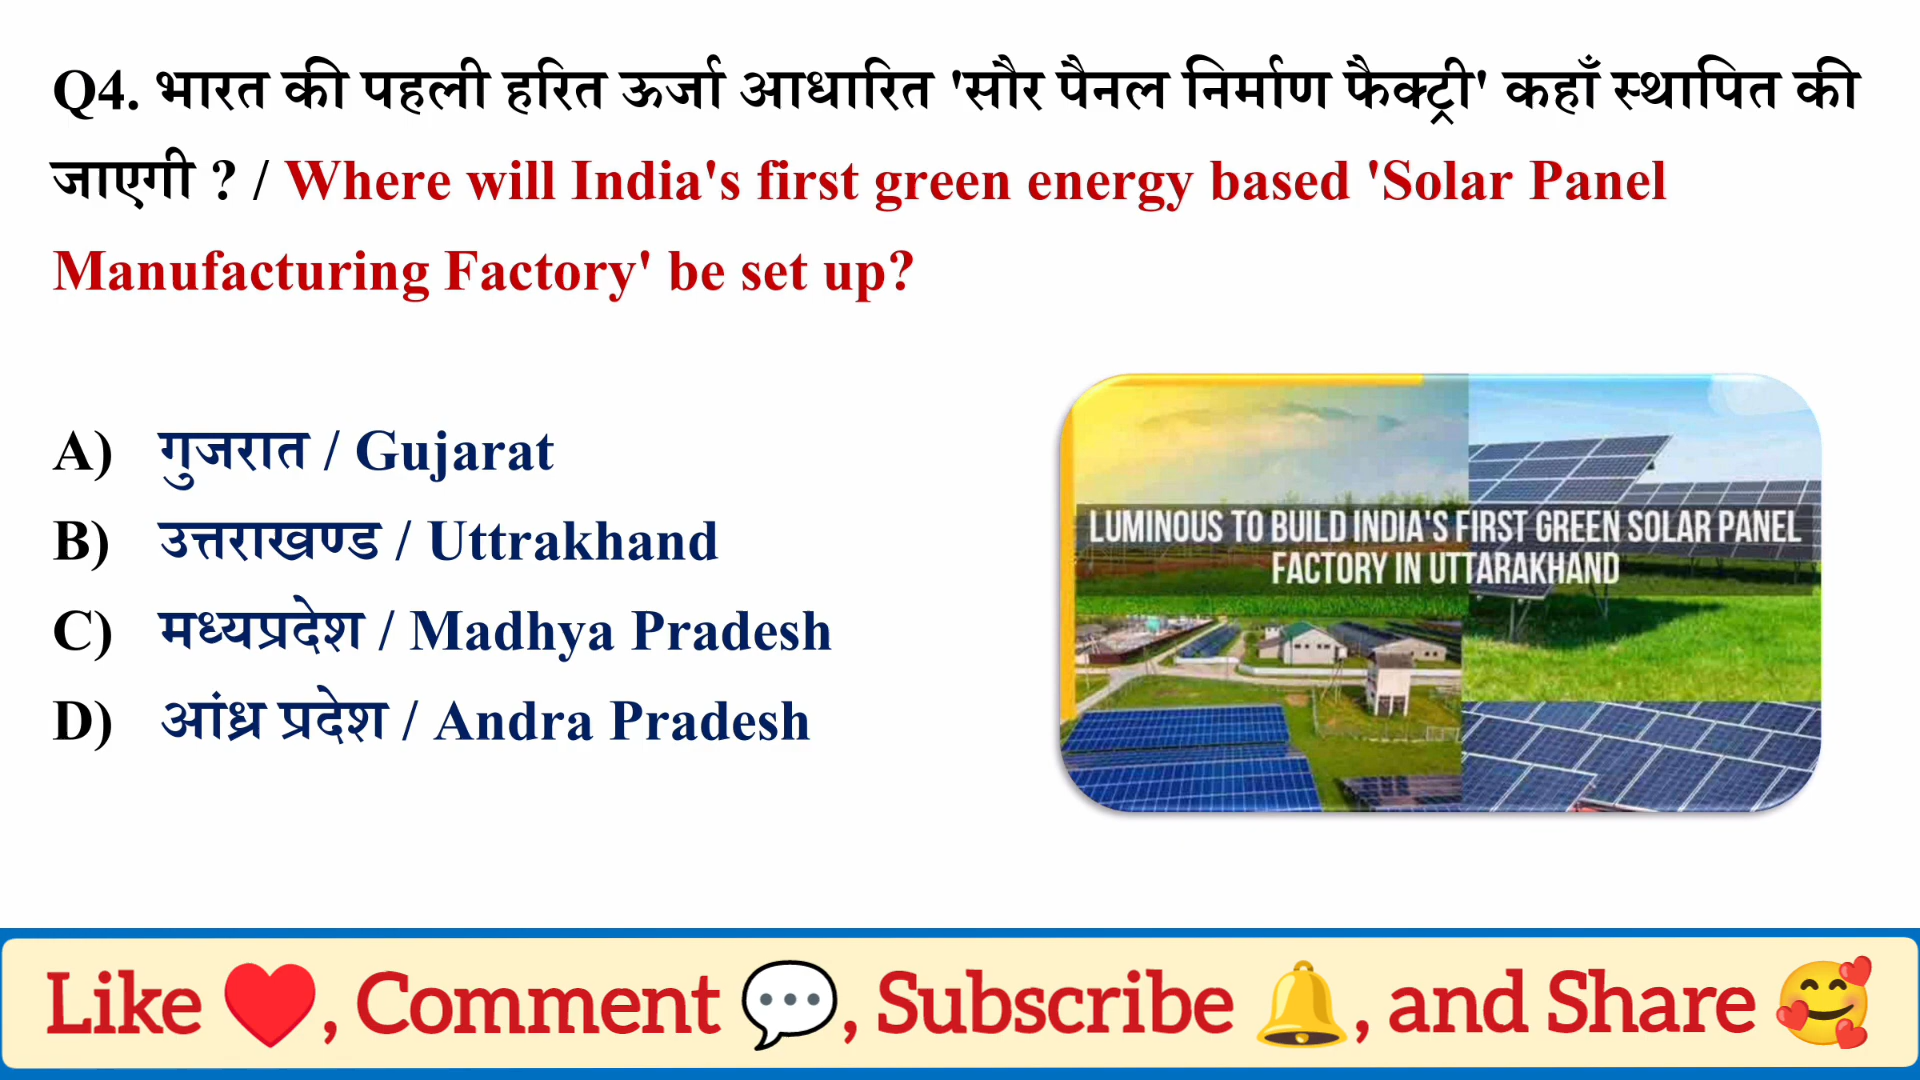 Q4. भारत की पहली हरित ऊर्जा आधारित 'सौर पैनल निर्माण फैक्ट्री' कहाँ स्थापित की
जाएगी ? / Where will India's first green energy based 'Solar Panel
Manufacturing Factory' be set up?
A) गुजरात / Gujarat
B) उत्तराखण्ड / Uttrakhand
C) मध्यप्रदेश / Madhya Pradesh
D) आंध्र प्रदेश / Andra Pradesh
LUMINOUS TO BUILD INDIA'S FIRST GREEN SOLAR PANEL
FACTORY IN UTTARAKHAND
Like ❤️, Comment 💬, Subscribe 🔔, and Share 🥰